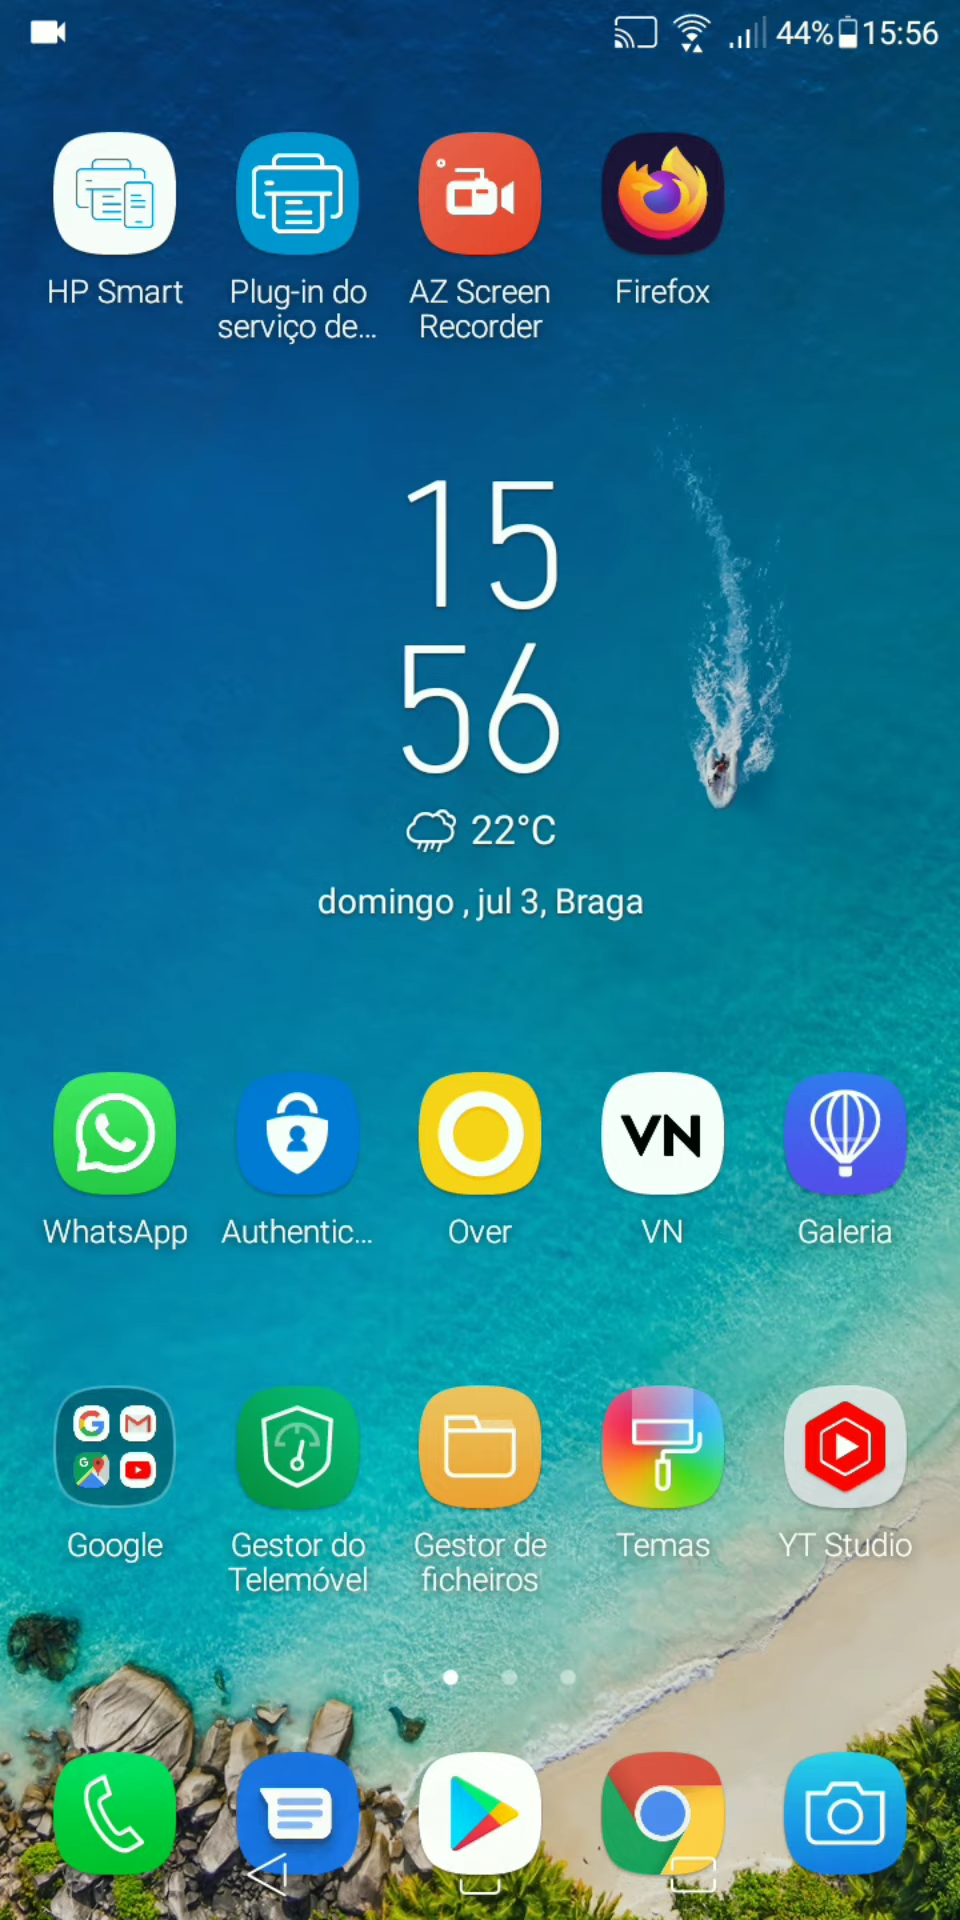 44% 15:56
HP Smart
Plug-in do
serviço de...
AZ Screen
Recorder
Firefox
15
56
22°C
domingo , jul 3, Braga
WhatsApp
Authentic...
Over
VN
VN
Galeria
Google
Gestor do
Telemóvel
Gestor de
ficheiros
Temas
YT Studio